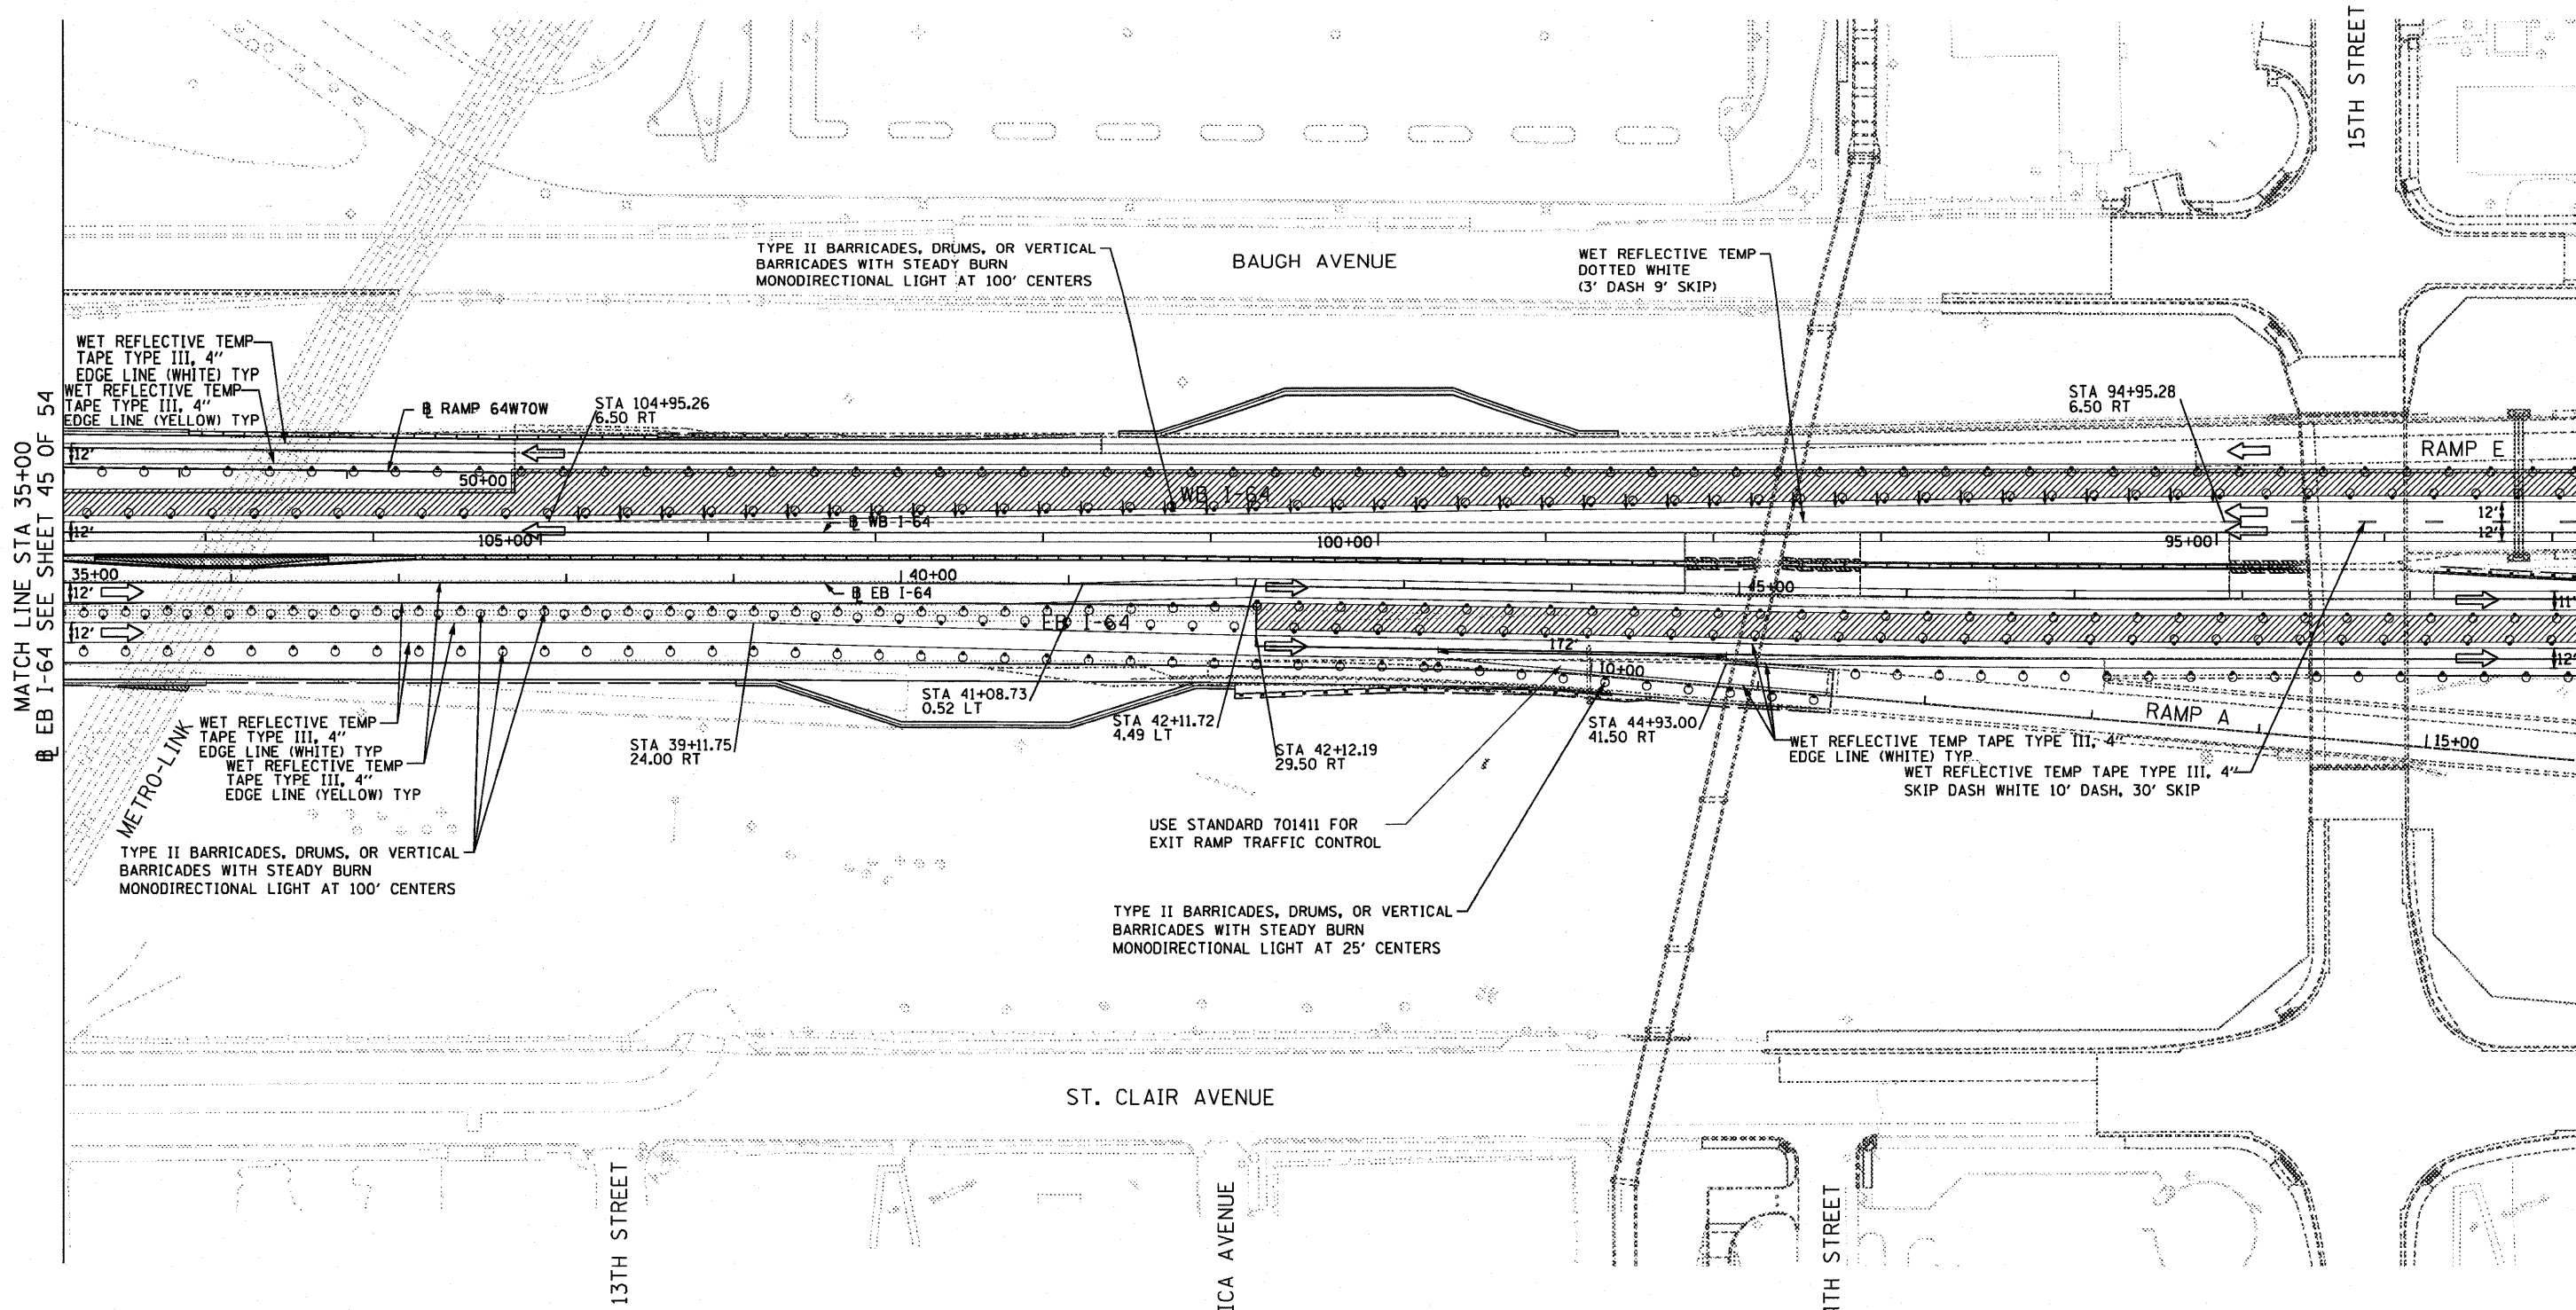 15TH STREET
TYPE II BARRICADES, DRUMS, OR VERTICAL
BARRICADES WITH STEADY BURN
MONODIRECTIONAL LIGHT AT 100' CENTERS
BAUGH AVENUE
WET REFLECTIVE TEMP
DOTTED WHITE
(3' DASH 9' SKIP)
WET REFLECTIVE TEMP
TAPE TYPE III, 4"
EDGE LINE (WHITE) TYP
WET REFLECTIVE TEMP
TAPE TYPE III, 4"
EDGE LINE (YELLOW) TYP
RAMP 64W70W
STA 104+95.26
6.50 RT
STA 94+95.28
6.50 RT
RAMP E
12'
50+00
WB I-64
12'
12'
12'
WB I-64
105+00
100+00
95+00
MATCH LINE STA 35+00
EB I-64 SEE SHEET 45 OF 54
35+00
40+00
45+00
12'
EB I-64
11'
EB I-64
12'
172'
12'
10+00
STA 41+08.73
0.52 LT
STA 42+11.72
4.49 LT
STA 39+11.75
24.00 RT
STA 42+12.19
29.50 RT
STA 44+93.00
41.50 RT
RAMP A
15+00
WET REFLECTIVE TEMP
TAPE TYPE III, 4"
EDGE LINE (WHITE) TYP
WET REFLECTIVE TEMP
TAPE TYPE III, 4"
EDGE LINE (YELLOW) TYP
METRO-LINK
WET REFLECTIVE TEMP TAPE TYPE III, 4"
EDGE LINE (WHITE) TYP
WET REFLECTIVE TEMP TAPE TYPE III, 4"
SKIP DASH WHITE 10' DASH, 30' SKIP
TYPE II BARRICADES, DRUMS, OR VERTICAL
BARRICADES WITH STEADY BURN
MONODIRECTIONAL LIGHT AT 100' CENTERS
USE STANDARD 701411 FOR
EXIT RAMP TRAFFIC CONTROL
TYPE II BARRICADES, DRUMS, OR VERTICAL
BARRICADES WITH STEADY BURN
MONODIRECTIONAL LIGHT AT 25' CENTERS
ST. CLAIR AVENUE
13TH STREET
ICA AVENUE
TH STREET